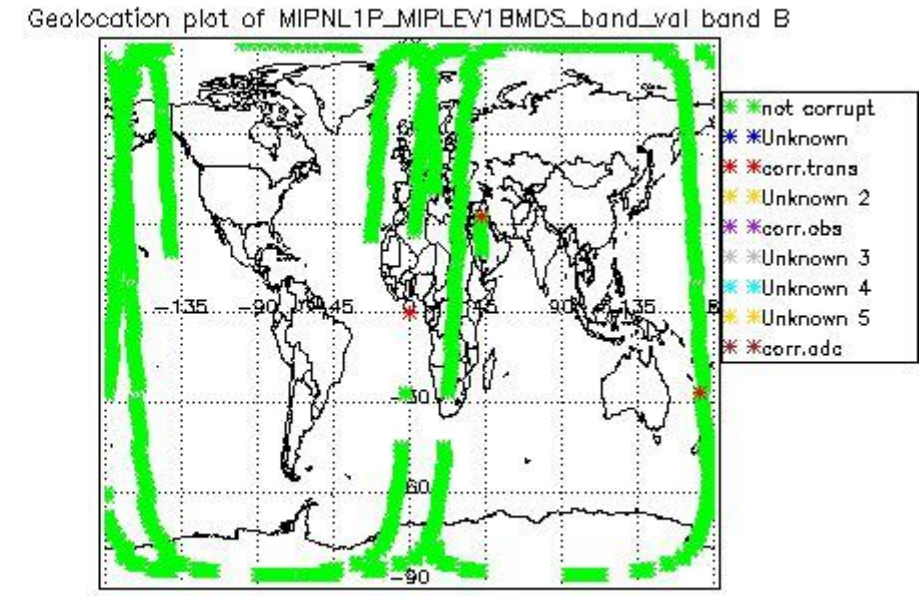 Geolocation plot of MIPNL1P_MIPLEV1BMDS_band_val band B
* *not corrupt
* *Unknown
* *corr.trans
* *Unknown 2
* *corr.obs
* *Unknown 3
* *Unknown 4
* *Unknown 5
* *corr.adc
-135 -90 45 90 135
-30
-60
-90